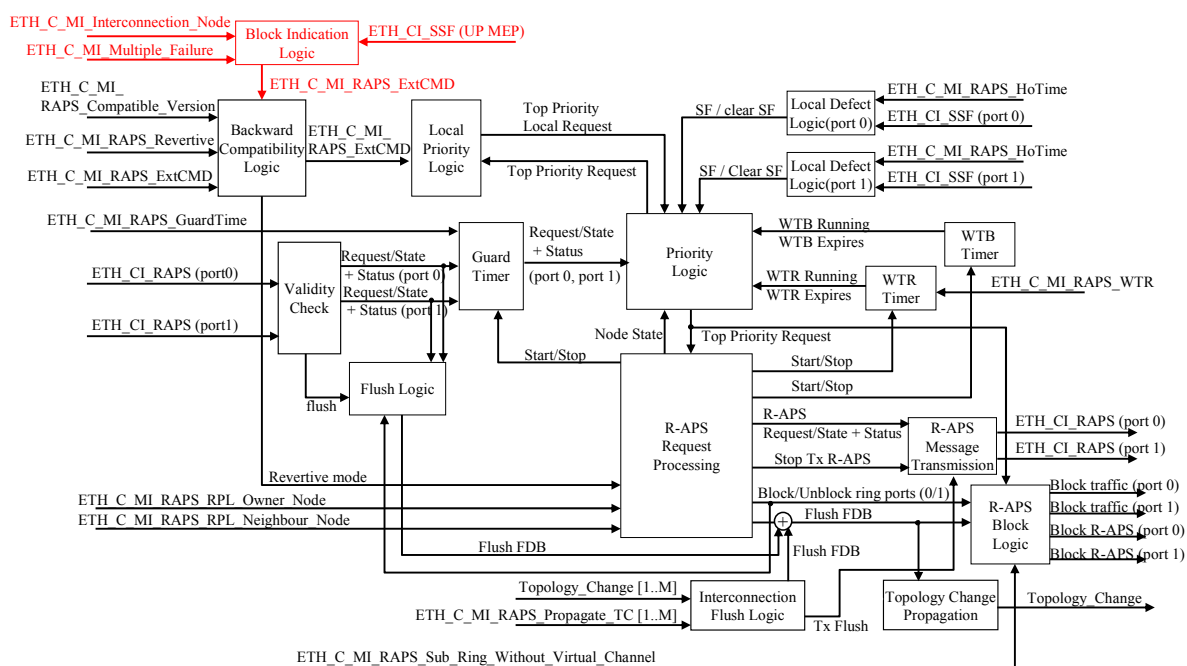 ETH_C_MI_Interconnection_Node
Block Indication
Logic
ETH_CI_SSF (UP MEP)
ETH_C_MI_Multiple_Failure
ETH_C_MI_RAPS_ExtCMD
ETH_C_MI_
RAPS_Compatible_Version
ETH_C_MI_RAPS_Revertive
ETH_C_MI_RAPS_ExtCMD
Backward
Compatibility
Logic
ETH_C_MI_
RAPS_ExtCMD
Local
Priority
Logic
Top Priority
Local Request
Top Priority Request
SF / clear SF
Local Defect
Logic(port 0)
ETH_C_MI_RAPS_HoTime
ETH_CI_SSF (port 0)
SF / Clear SF
Local Defect
Logic(port 1)
ETH_C_MI_RAPS_HoTime
ETH_CI_SSF (port 1)
ETH_C_MI_RAPS_GuardTime
ETH_CI_RAPS (port0)
ETH_CI_RAPS (port1)
Validity
Check
Request/State
+ Status (port 0)
Request/State
+ Status (port 1)
Guard
Timer
Request/State
+ Status
(port 0, port 1)
Priority
Logic
WTB Running
WTB Expires
WTB
Timer
WTR Running
WTR Expires
WTR
Timer
ETH_C_MI_RAPS_WTR
Node State
Top Priority Request
Start/Stop
Start/Stop
Start/Stop
flush
Flush Logic
R-APS
Request
Processing
R-APS
Request/State + Status
Stop Tx R-APS
R-APS
Message
Transmission
ETH_CI_RAPS (port 0)
ETH_CI_RAPS (port 1)
Revertive mode
ETH_C_MI_RAPS_RPL_Owner_Node
ETH_C_MI_RAPS_RPL_Neighbour_Node
Block/Unblock ring ports (0/1)
+
Flush FDB
R-APS
Block
Logic
Block traffic (port 0)
Block traffic (port 1)
Block R-APS (port 0)
Block R-APS (port 1)
Flush FDB
Flush FDB
Topology_Change [1..M]
ETH_C_MI_RAPS_Propagate_TC [1..M]
Interconnection
Flush Logic
Tx Flush
Topology Change
Propagation
Topology_Change
ETH_C_MI_RAPS_Sub_Ring_Without_Virtual_Channel